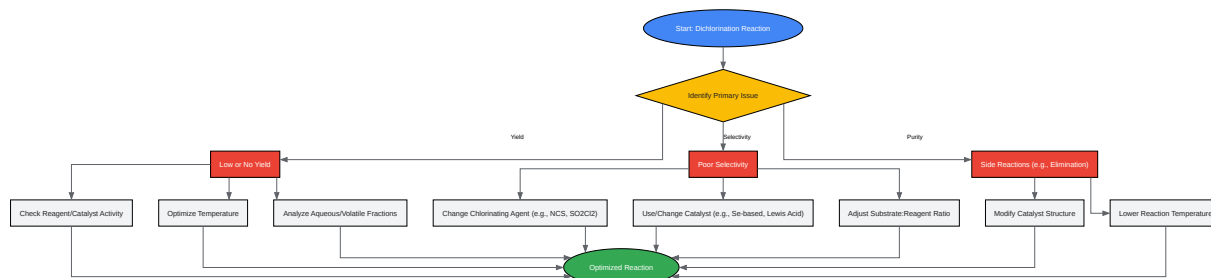 Start: Dichlorination Reaction
Identify Primary Issue
Yield
Selectivity
Purity
Low or No Yield
Poor Selectivity
Side Reactions (e.g., Elimination)
Check Reagent/Catalyst Activity
Optimize Temperature
Analyze Aqueous/Volatile Fractions
Change Chlorinating Agent (e.g., NCS, SO2Cl2)
Use/Change Catalyst (e.g., Se-based, Lewis Acid)
Adjust Substrate:Reagent Ratio
Modify Catalyst Structure
Lower Reaction Temperature
Optimized Reaction